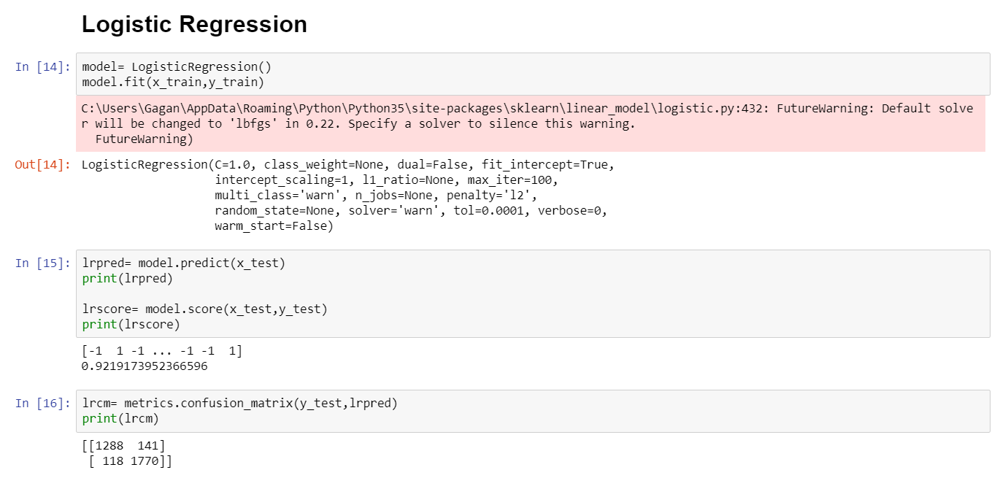 Logistic Regression
In [14]:
model= LogisticRegression()
model.fit(x_train,y_train)
C:\Users\Gagan\AppData\Roaming\Python\Python35\site-packages\sklearn\linear_model\logistic.py:432: FutureWarning: Default solve
r will be changed to 'lbfgs' in 0.22. Specify a solver to silence this warning.
  FutureWarning)
Out[14]:
LogisticRegression(C=1.0, class_weight=None, dual=False, fit_intercept=True,
                   intercept_scaling=1, l1_ratio=None, max_iter=100,
                   multi_class='warn', n_jobs=None, penalty='l2',
                   random_state=None, solver='warn', tol=0.0001, verbose=0,
                   warm_start=False)
In [15]:
lrpred= model.predict(x_test)
print(lrpred)
lrscore= model.score(x_test,y_test)
print(lrscore)
[-1  1 -1 ... -1 -1  1]
0.9219173952366596
In [16]:
lrcm= metrics.confusion_matrix(y_test,lrpred)
print(lrcm)
[[1288  141]
 [ 118 1770]]